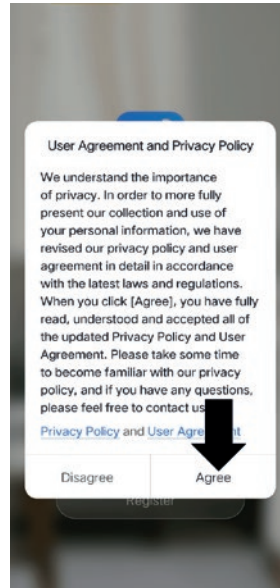 User Agreement and Privacy Policy
We understand the importance
of privacy. In order to more fully
present our collection and use of
your personal information, we have
revised our privacy policy and user
agreement in detail in accordance
with the latest laws and regulations.
When you click [Agree], you have fully
read, understood and accepted all of
the updated Privacy Policy and User
Agreement. Please take some time
to become familiar with our privacy
policy, and if you have any questions,
please feel free to contact us
Privacy Policy and User Agreement
Disagree
Agree
Register